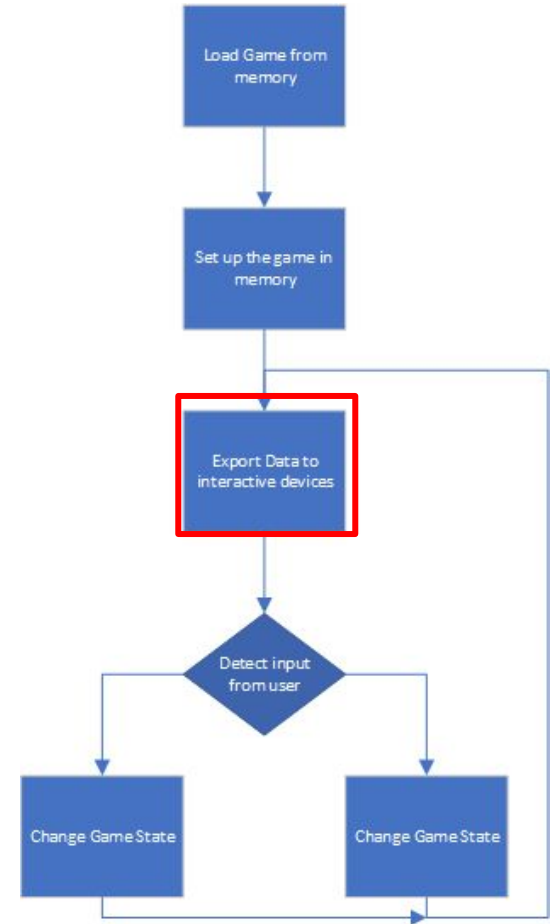 Load Game from
memory
Set up the game in
memory
Export Data to
interactive devices
Detect input
from user
Change Game State
Change Game State